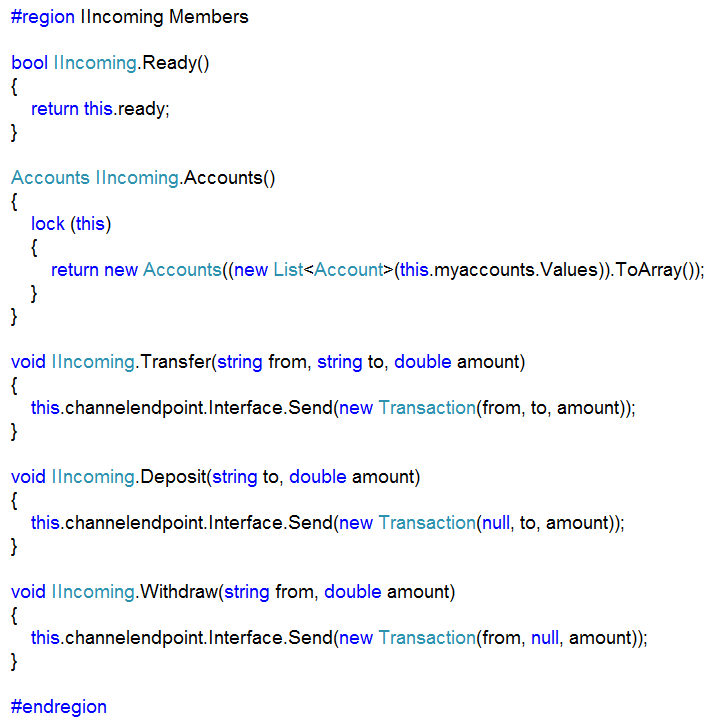 #region IIncoming Members

bool IIncoming.Ready()
{
    return this.ready;
}

Accounts IIncoming.Accounts()
{
    lock (this)
    {
        return new Accounts((new List<Account>(this.myaccounts.Values)).ToArray());
    }
}

void IIncoming.Transfer(string from, string to, double amount)
{
    this.channelendpoint.Interface.Send(new Transaction(from, to, amount));
}

void IIncoming.Deposit(string to, double amount)
{
    this.channelendpoint.Interface.Send(new Transaction(null, to, amount));
}

void IIncoming.Withdraw(string from, double amount)
{
    this.channelendpoint.Interface.Send(new Transaction(from, null, amount));
}

#endregion